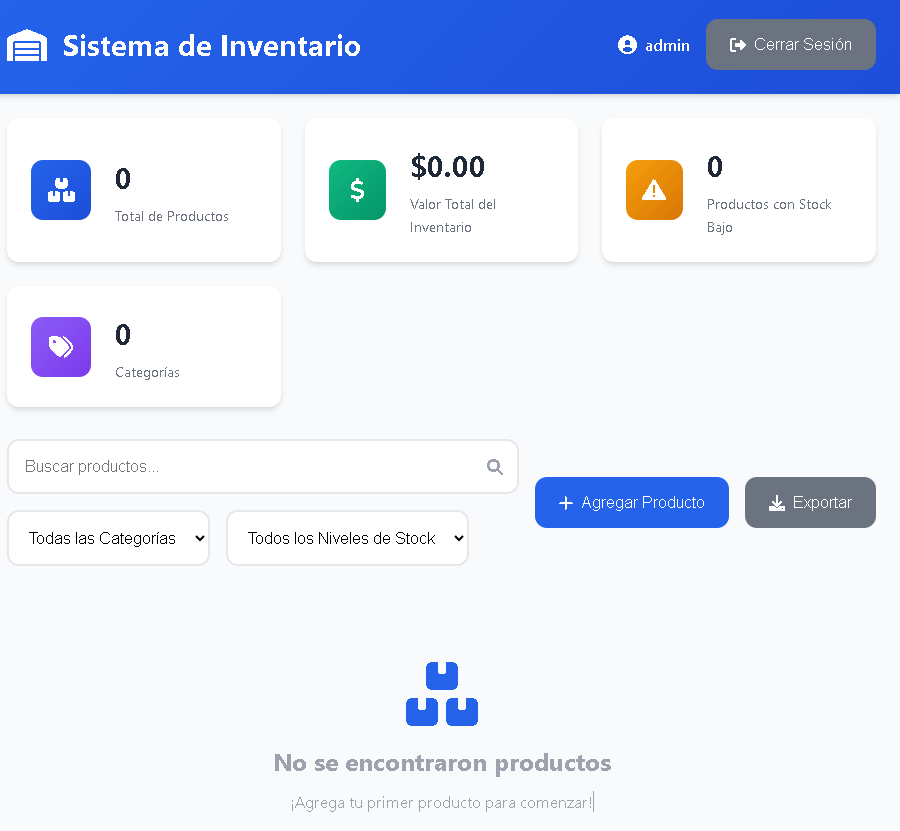 Sistema de Inventario
admin
Cerrar Sesión
0
Total de Productos
$0.00
Valor Total del
Inventario
0
Productos con Stock
Bajo
0
Categorías
Buscar productos...
Agregar Producto
Exportar
Todas las Categorías
Todos los Niveles de Stock
No se encontraron productos
¡Agrega tu primer producto para comenzar!